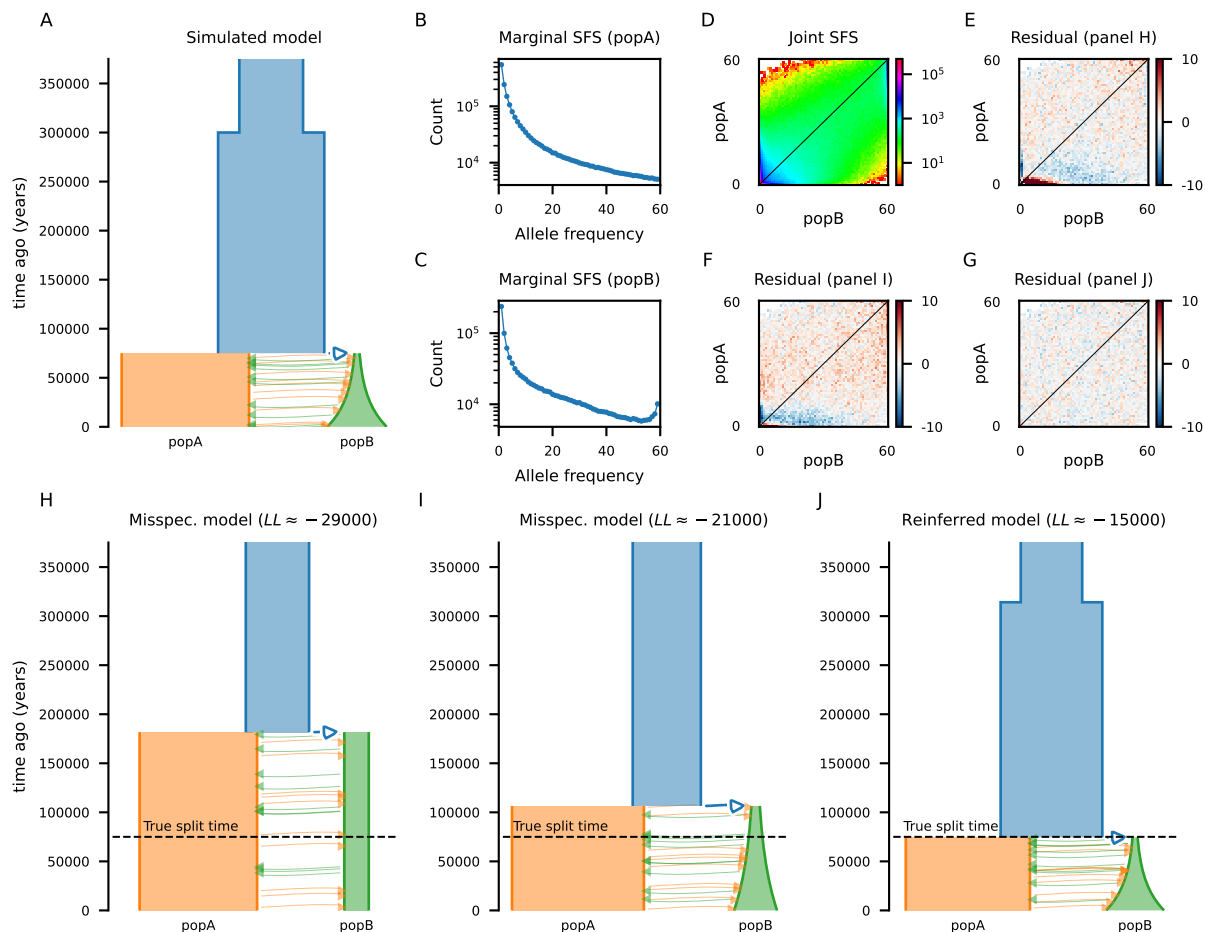 A
Simulated model
time ago (years)
350000
300000
250000
200000
150000
100000
50000
0
popA
popB
B
Marginal SFS (popA)
Count
10^5
10^4
0
20
40
60
Allele frequency
C
Marginal SFS (popB)
Count
10^5
10^4
0
20
40
60
Allele frequency
D
Joint SFS
popA
60
0
0
60
popB
10^5
10^3
10^1
E
Residual (panel H)
popA
60
0
0
60
popB
10
0
-10
F
Residual (panel I)
popA
60
0
0
60
popB
10
0
-10
G
Residual (panel J)
popA
60
0
0
60
popB
10
0
-10
H
Misspec. model (LL ≈ −29000)
time ago (years)
350000
300000
250000
200000
150000
100000
50000
0
True split time
popA
popB
I
Misspec. model (LL ≈ −21000)
350000
300000
250000
200000
150000
100000
50000
0
True split time
popA
popB
J
Reinferred model (LL ≈ −15000)
350000
300000
250000
200000
150000
100000
50000
0
True split time
popA
popB